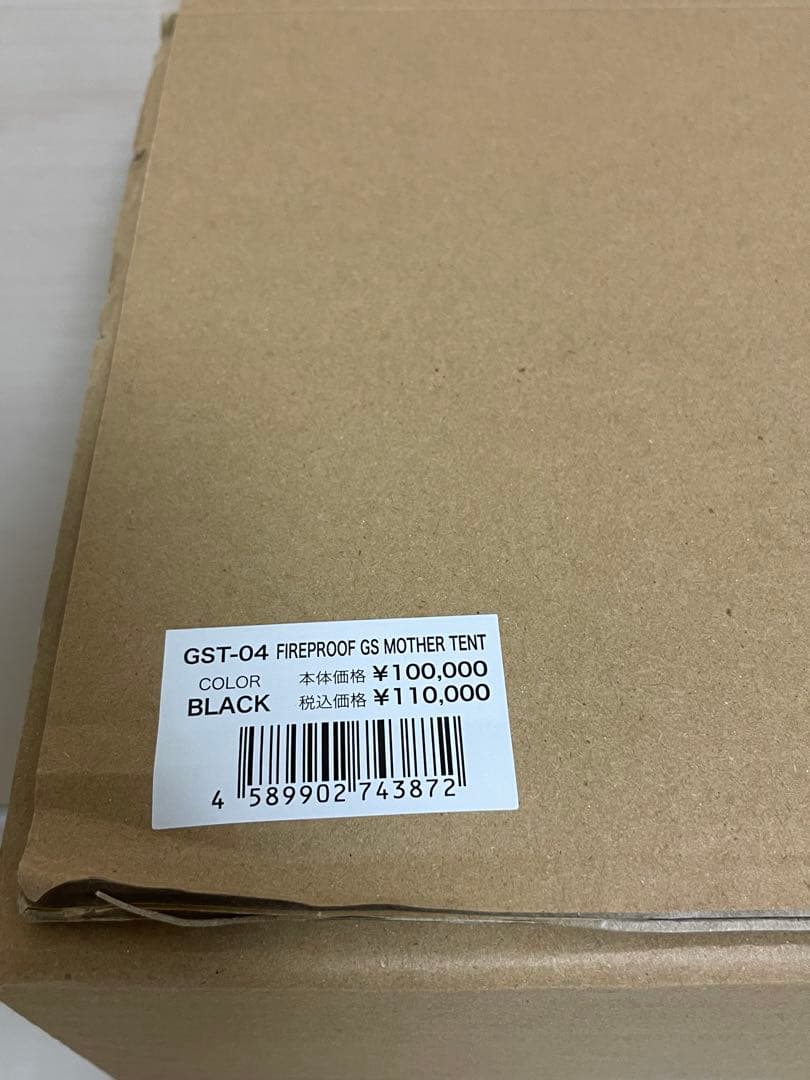 GST-04 FIREPROOF GS MOTHER TENT
COLOR 本体価格 ¥100,000
BLACK 税込価格 ¥110,000
4 589902 743872